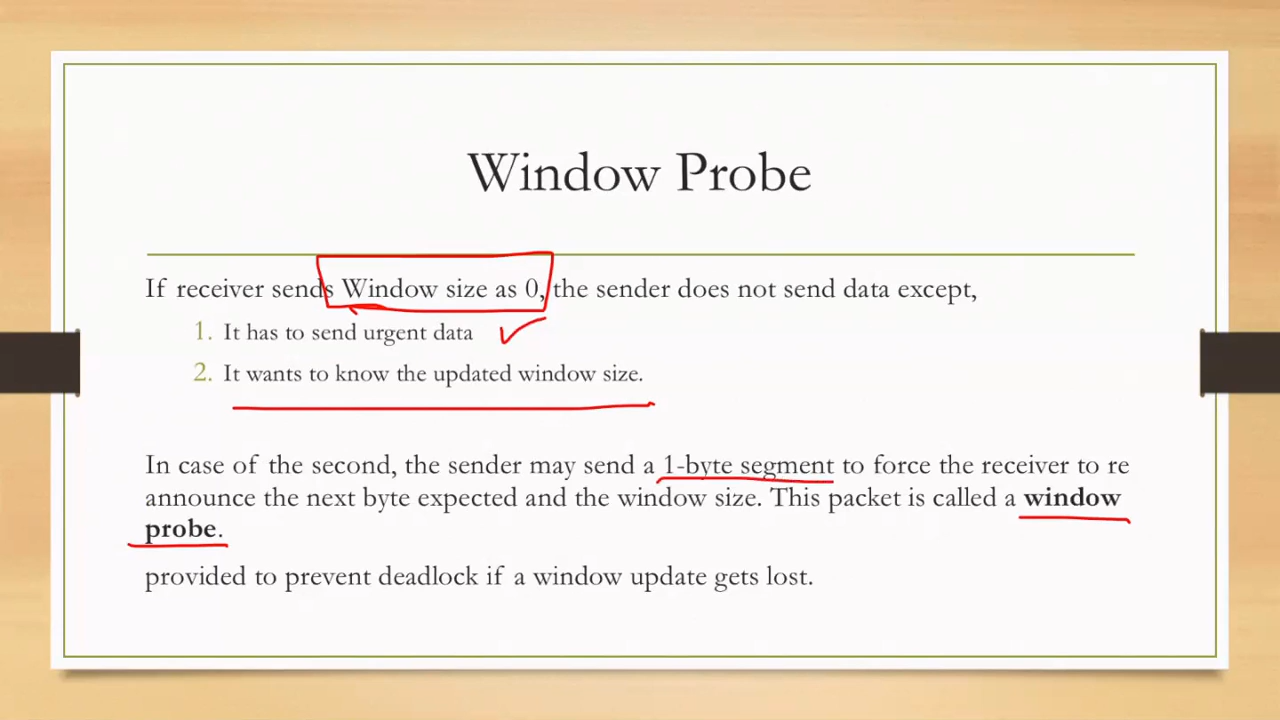 Window Probe
If receiver sends Window size as 0, the sender does not send data except,
1. It has to send urgent data
2. It wants to know the updated window size.
In case of the second, the sender may send a 1-byte segment to force the receiver to re
announce the next byte expected and the window size. This packet is called a window
probe.
provided to prevent deadlock if a window update gets lost.